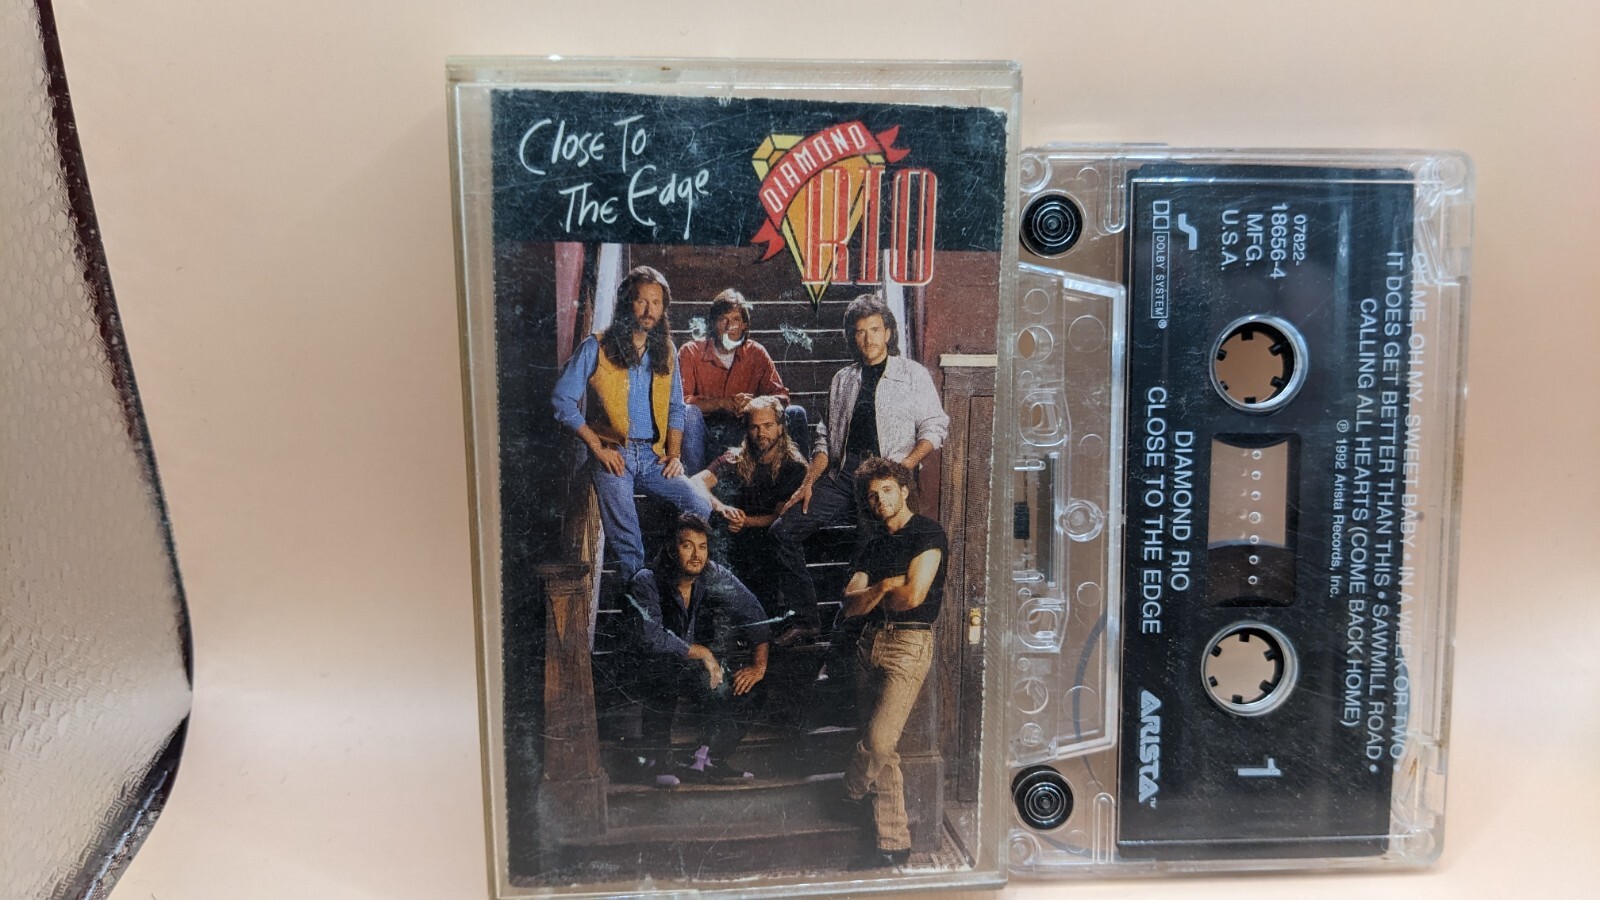 Close To
The Edge
DIAMOND
RIO
OH ME, OH MY, SWEET BABY • IN A WEEK OR TWO
IT DOES GET BETTER THAN THIS • SAWMILL ROAD •
CALLING ALL HEARTS (COME BACK HOME)
℗ 1992 Arista Records, Inc.
07822-
18656-4
MFG.
U.S.A.
DOLBY SYSTEM®
1
DIAMOND RIO
CLOSE TO THE EDGE
ARISTA™